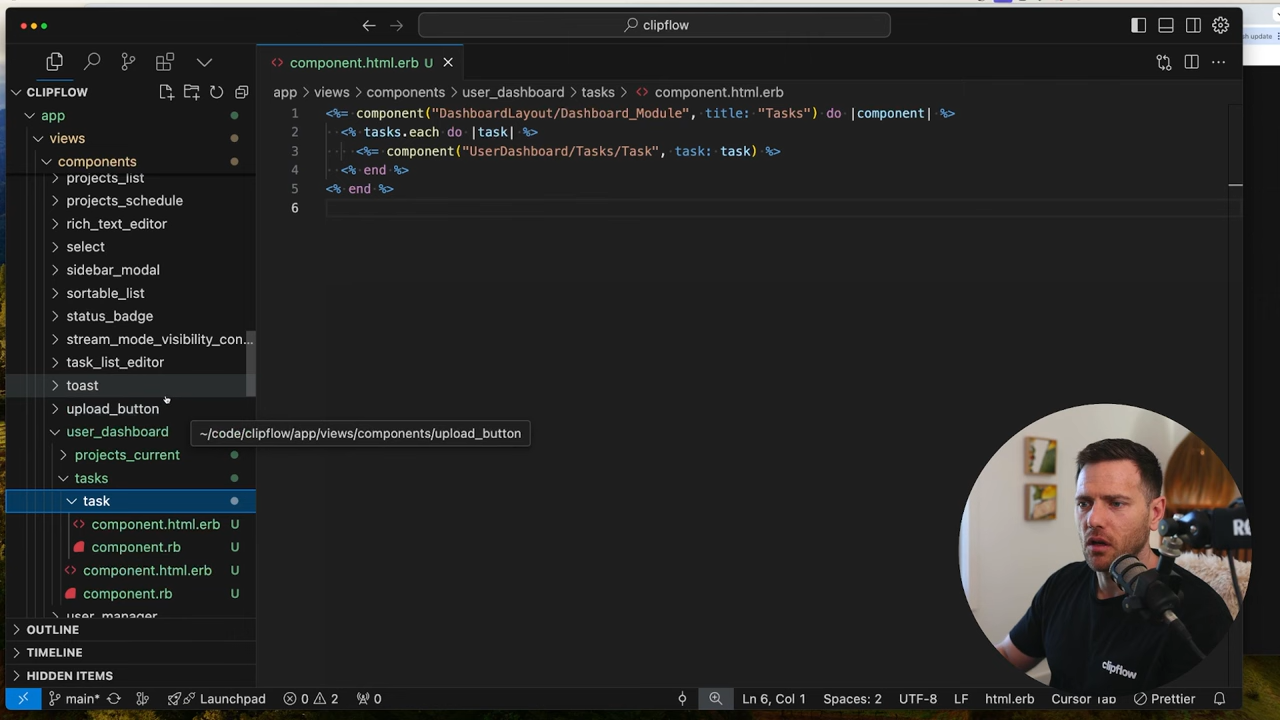 clipflow
sh update
CLIPFLOW
component.html.erb U
app
views
components
projects_list
projects_schedule
rich_text_editor
select
sidebar_modal
sortable_list
status_badge
stream_mode_visibility_con...
task_list_editor
toast
upload_button
user_dashboard
projects_current
tasks
task
component.html.erb U
component.rb U
component.html.erb U
component.rb U
user_manager
OUTLINE
TIMELINE
HIDDEN ITEMS
app > views > components > user_dashboard > tasks > component.html.erb
1 <%= component("DashboardLayout/Dashboard_Module", title: "Tasks") do |component| %>
2 <% tasks.each do |task| %>
3 <%= component("UserDashboard/Tasks/Task", task: task) %>
4 <% end %>
5 <% end %>
6
~/code/clipflow/app/views/components/upload_button
clipflow
main* Launchpad 0 2 0 Ln 6, Col 1 Spaces: 2 UTF-8 LF html.erb Cursor Tab Prettier